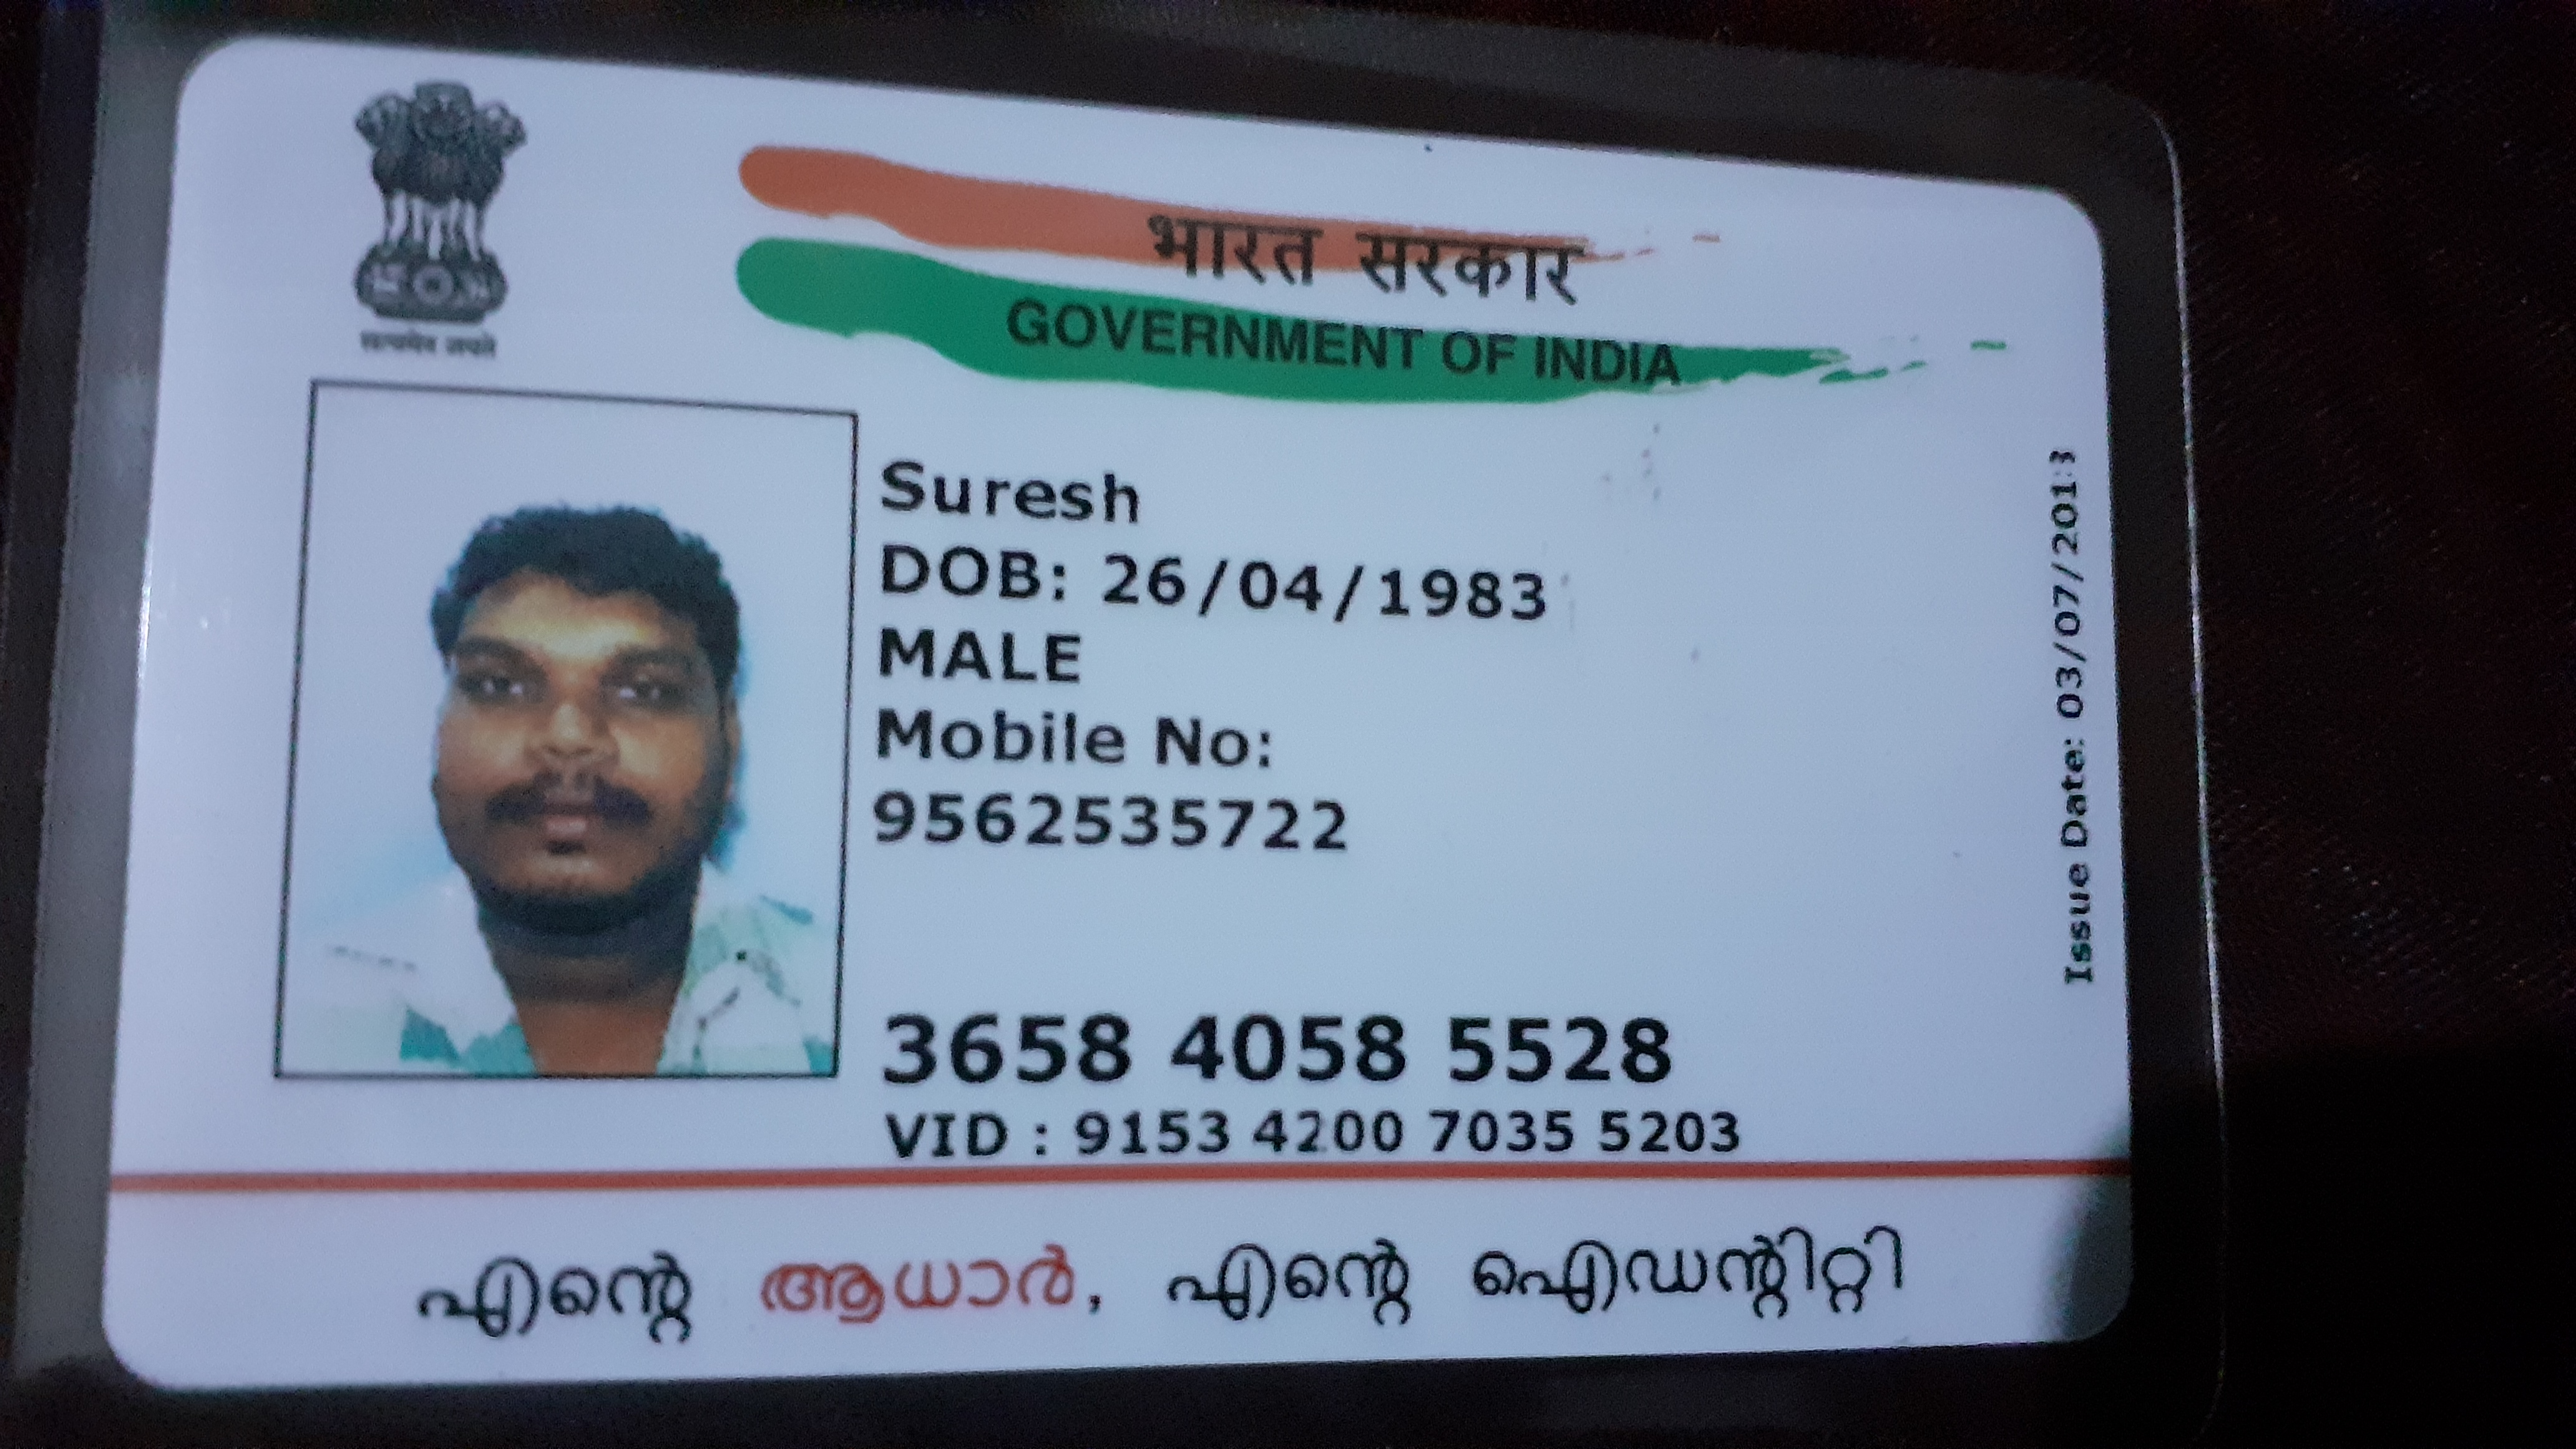 सत्यमेव जयते
भारत सरकार
GOVERNMENT OF INDIA
Suresh
DOB: 26/04/1983
MALE
Mobile No:
9562535722
Issue Date: 03/07/2013
3658 4058 5528
VID : 9153 4200 7035 5203
എന്റെ ആധാർ, എന്റെ ഐഡന്റിറ്റി